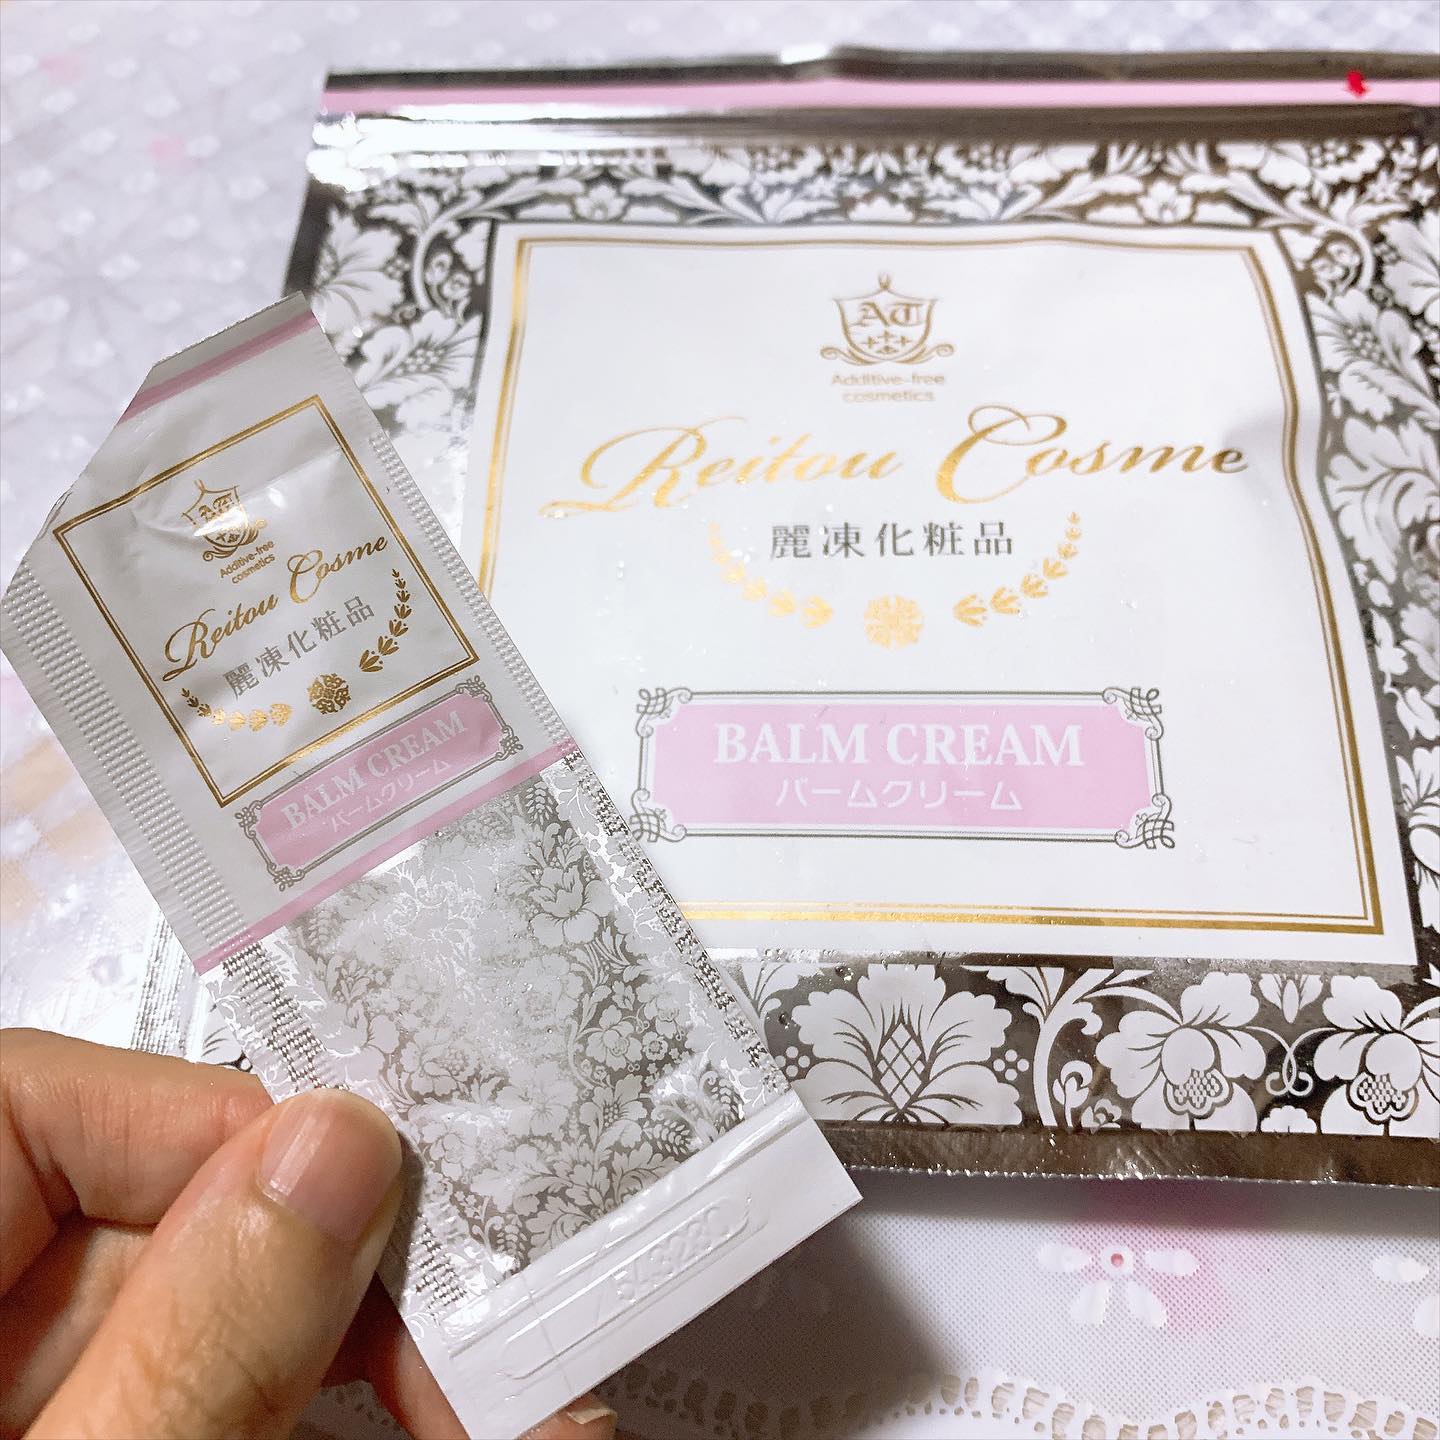 AT
Additive-free
cosmetics
Reitou Cosme
麗凍化粧品
BALM CREAM
バームクリーム
AT
Additive-free
cosmetics
Reitou Cosme
麗凍化粧品
BALM CREAM
バームクリーム